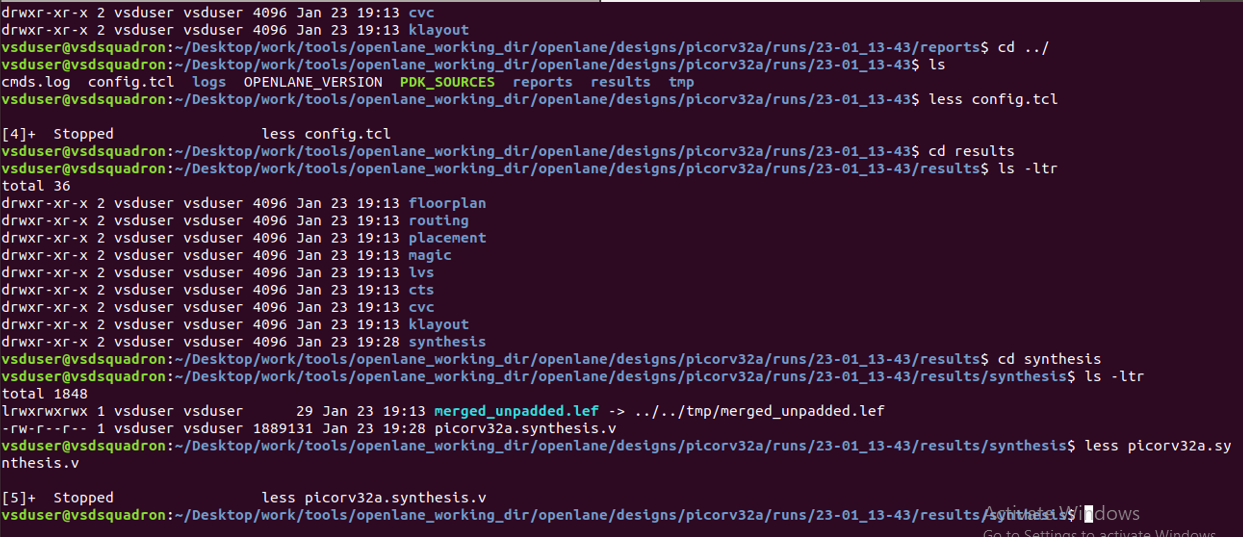 drwxr-xr-x 2 vsduser vsduser 4096 Jan 23 19:13 cvc
drwxr-xr-x 2 vsduser vsduser 4096 Jan 23 19:13 klayout
vsduser@vsdsquadron:~/Desktop/work/tools/openlane_working_dir/openlane/designs/picorv32a/runs/23-01_13-43/reports$ cd ../
vsduser@vsdsquadron:~/Desktop/work/tools/openlane_working_dir/openlane/designs/picorv32a/runs/23-01_13-43$ ls
cmds.log  config.tcl  logs  OPENLANE_VERSION  PDK_SOURCES  reports  results  tmp
vsduser@vsdsquadron:~/Desktop/work/tools/openlane_working_dir/openlane/designs/picorv32a/runs/23-01_13-43$ less config.tcl
[4]+  Stopped                 less config.tcl
vsduser@vsdsquadron:~/Desktop/work/tools/openlane_working_dir/openlane/designs/picorv32a/runs/23-01_13-43$ cd results
vsduser@vsdsquadron:~/Desktop/work/tools/openlane_working_dir/openlane/designs/picorv32a/runs/23-01_13-43/results$ ls -ltr
total 36
drwxr-xr-x 2 vsduser vsduser 4096 Jan 23 19:13 floorplan
drwxr-xr-x 2 vsduser vsduser 4096 Jan 23 19:13 routing
drwxr-xr-x 2 vsduser vsduser 4096 Jan 23 19:13 placement
drwxr-xr-x 2 vsduser vsduser 4096 Jan 23 19:13 magic
drwxr-xr-x 2 vsduser vsduser 4096 Jan 23 19:13 lvs
drwxr-xr-x 2 vsduser vsduser 4096 Jan 23 19:13 cts
drwxr-xr-x 2 vsduser vsduser 4096 Jan 23 19:13 cvc
drwxr-xr-x 2 vsduser vsduser 4096 Jan 23 19:13 klayout
drwxr-xr-x 2 vsduser vsduser 4096 Jan 23 19:28 synthesis
vsduser@vsdsquadron:~/Desktop/work/tools/openlane_working_dir/openlane/designs/picorv32a/runs/23-01_13-43/results$ cd synthesis
vsduser@vsdsquadron:~/Desktop/work/tools/openlane_working_dir/openlane/designs/picorv32a/runs/23-01_13-43/results/synthesis$ ls -ltr
total 1848
lrwxrwxrwx 1 vsduser vsduser      29 Jan 23 19:13 merged_unpadded.lef -> ../../tmp/merged_unpadded.lef
-rw-r--r-- 1 vsduser vsduser 1889131 Jan 23 19:28 picorv32a.synthesis.v
vsduser@vsdsquadron:~/Desktop/work/tools/openlane_working_dir/openlane/designs/picorv32a/runs/23-01_13-43/results/synthesis$ less picorv32a.sy
nthesis.v
[5]+  Stopped                 less picorv32a.synthesis.v
vsduser@vsdsquadron:~/Desktop/work/tools/openlane_working_dir/openlane/designs/picorv32a/runs/23-01_13-43/results/synthesis$
Activate Windows
Go to Settings to activate Windows.